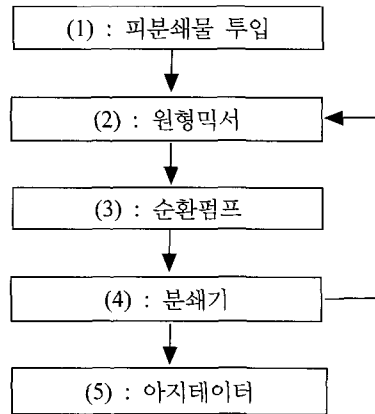 (1) : 피분쇄물 투입
(2) : 원형믹서
(3) : 순환펌프
(4) : 분쇄기
(5) : 아지테이터